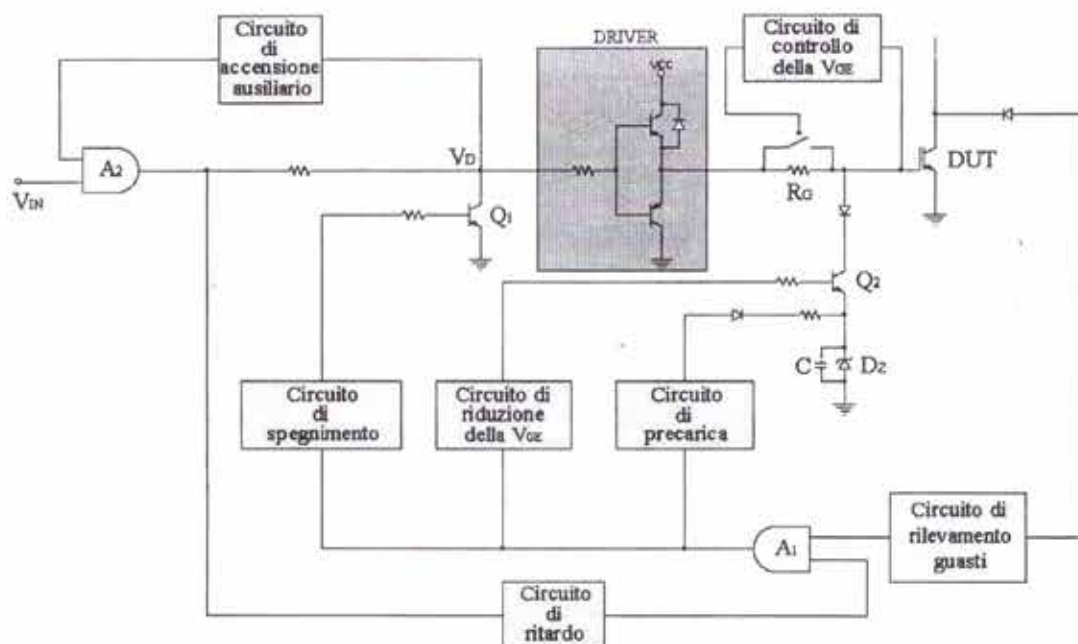 Circuito
di
accensione
ausiliario
DRIVER
VCC
Circuito di
controllo
della VGE
A2
VIN
VD
Q1
RG
DUT
Q2
C
DZ
Circuito
di
spegnimento
Circuito di
riduzione
della VGE
Circuito
di
precarica
A1
Circuito di
rilevamento
guasti
Circuito
di
ritardo